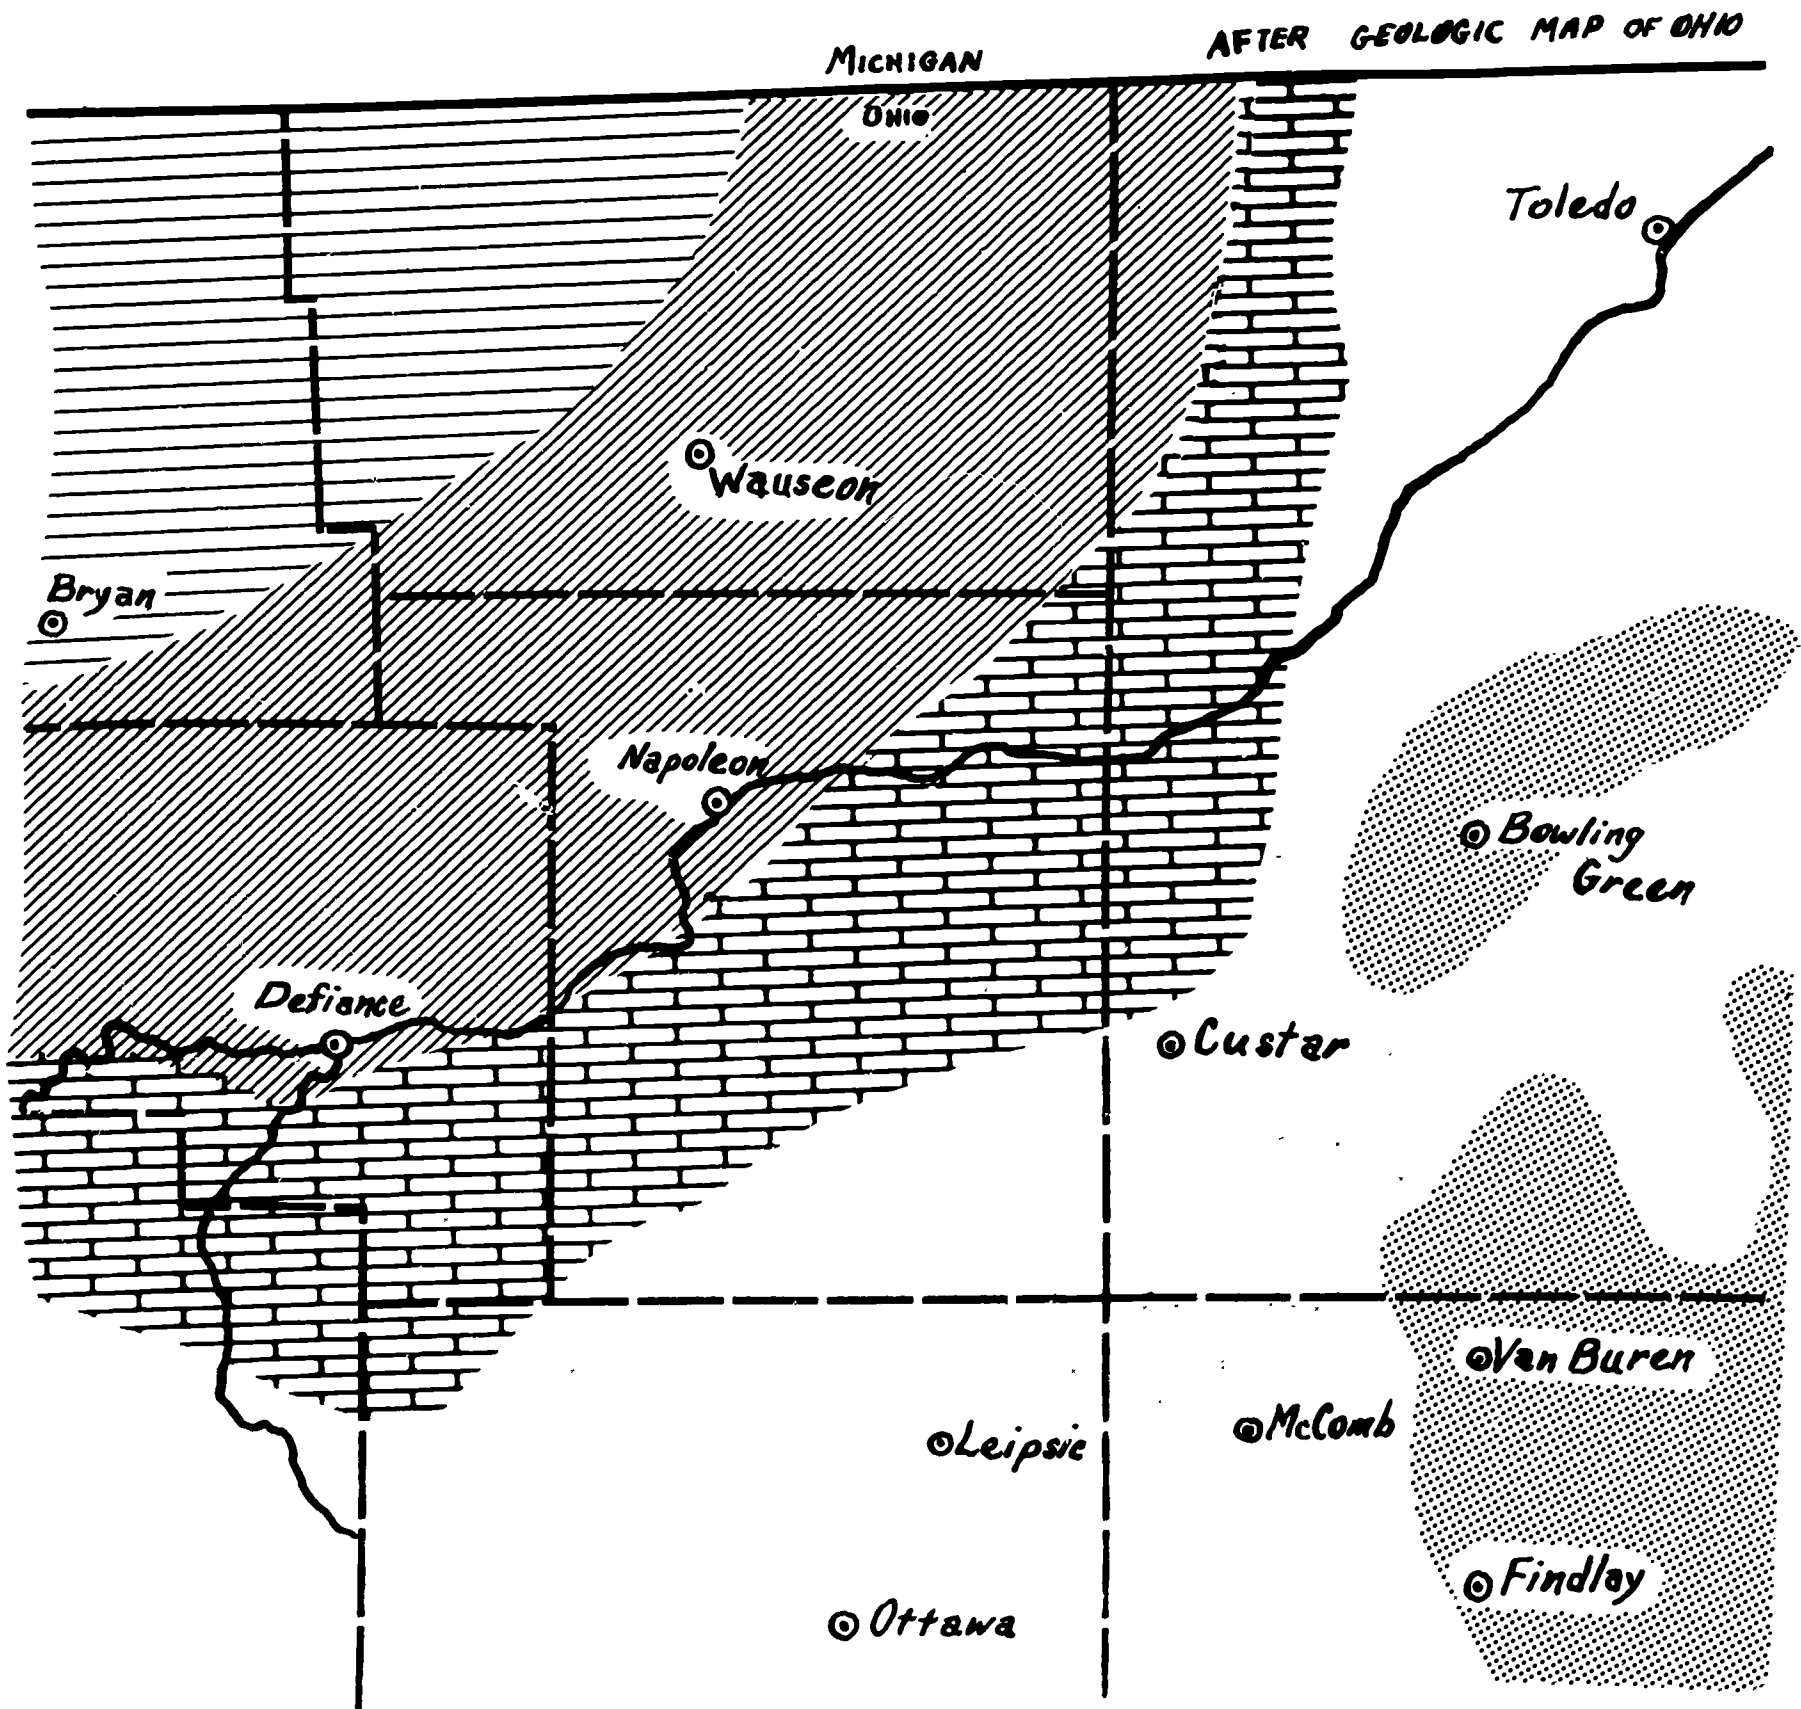 AFTER GEOLOGIC MAP OF OHIO
MICHIGAN
OHIO
Toledo
Wauseon
Bryan
Napoleon
Bowling
Green
Defiance
Custar
Van Buren
McComb
Leipsic
Findlay
Ottawa